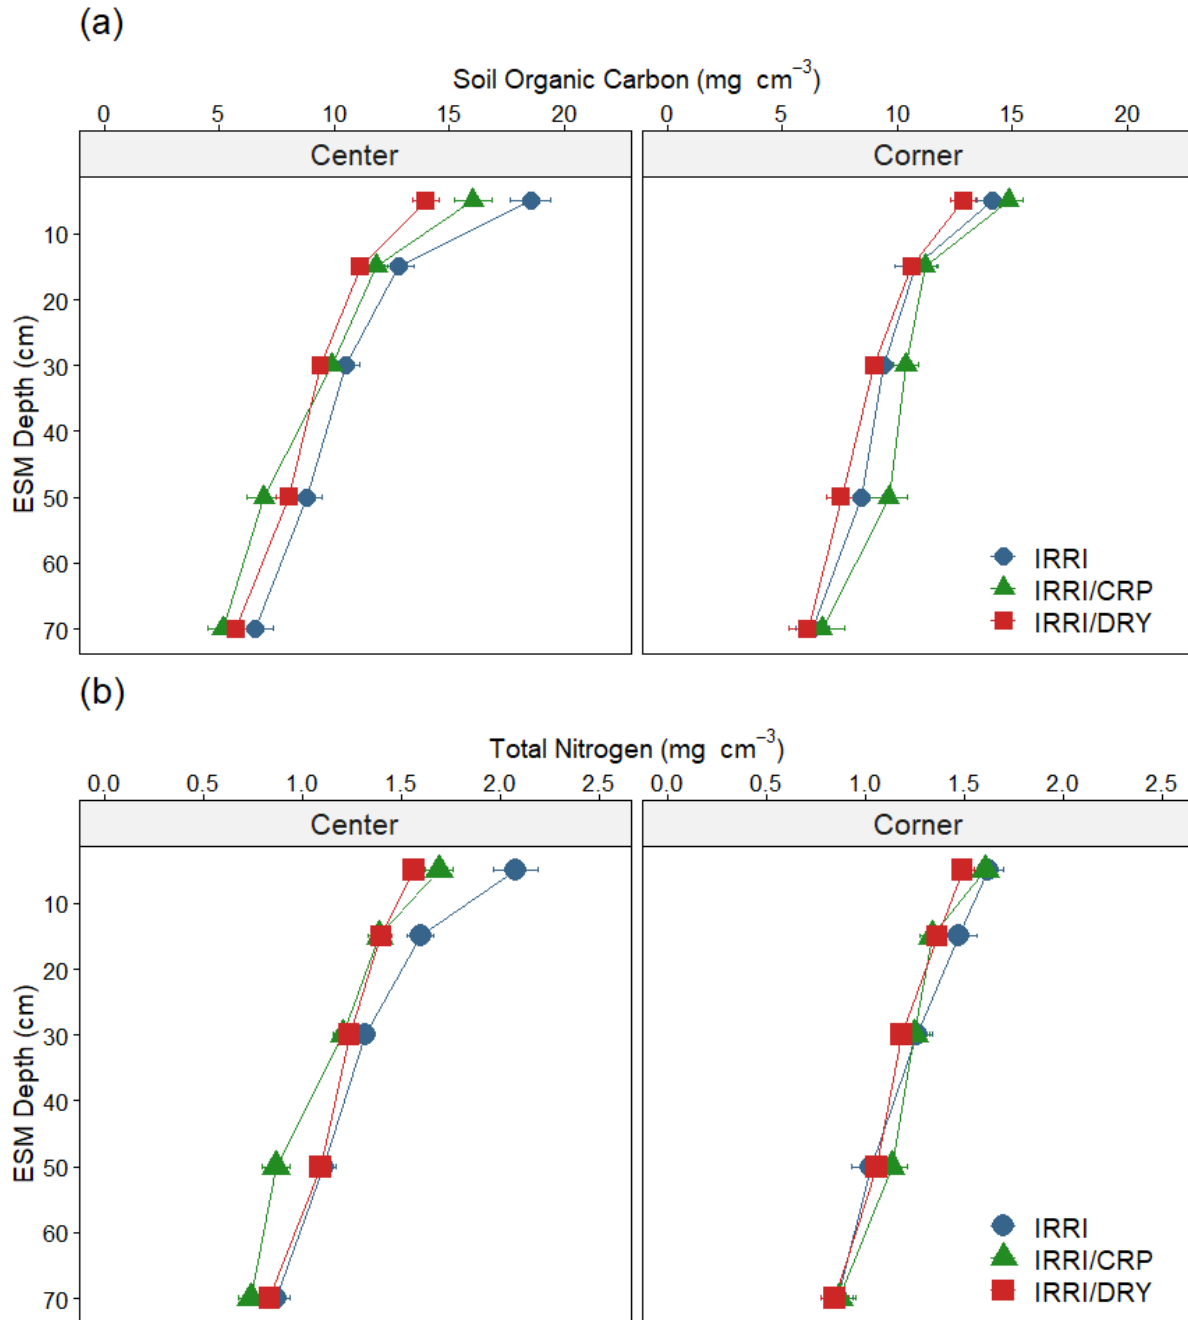 (a)
Soil Organic Carbon (mg cm⁻³)
0 5 10 15 20 0 5 10 15 20
Center Corner
10
20
30
40
50
60
70
ESM Depth (cm)
IRRI
IRRI/CRP
IRRI/DRY
(b)
Total Nitrogen (mg cm⁻³)
0.0 0.5 1.0 1.5 2.0 2.5 0.0 0.5 1.0 1.5 2.0 2.5
Center Corner
10
20
30
40
50
60
70
ESM Depth (cm)
IRRI
IRRI/CRP
IRRI/DRY